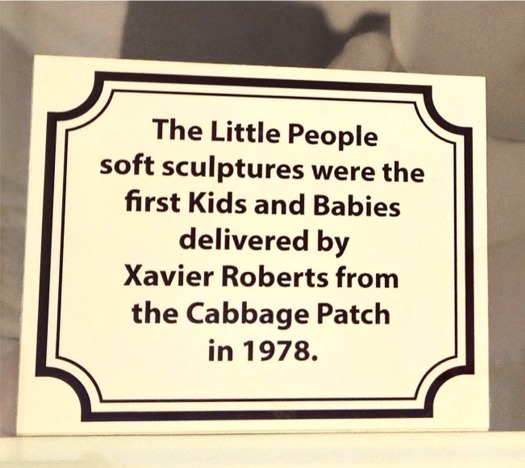 The Little People
soft sculptures were the
first Kids and Babies
delivered by
Xavier Roberts from
the Cabbage Patch
in 1978.